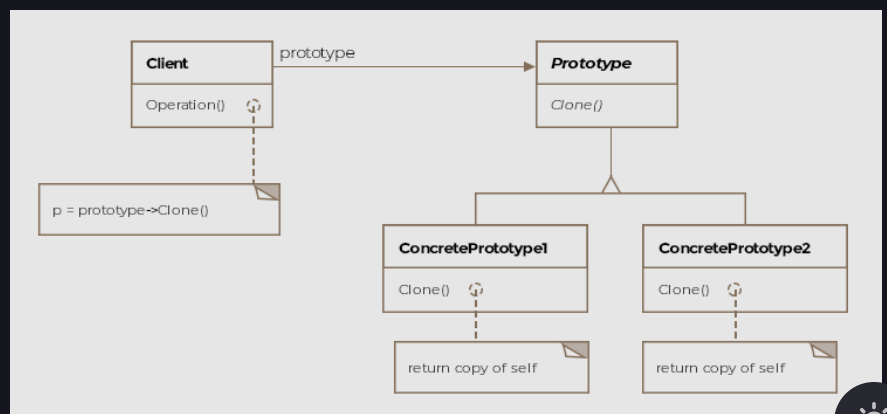 prototype
Client
Prototype
Operation()
Clone()
p = prototype->Clone()
ConcretePrototype1
ConcretePrototype2
Clone()
Clone()
return copy of self
return copy of self